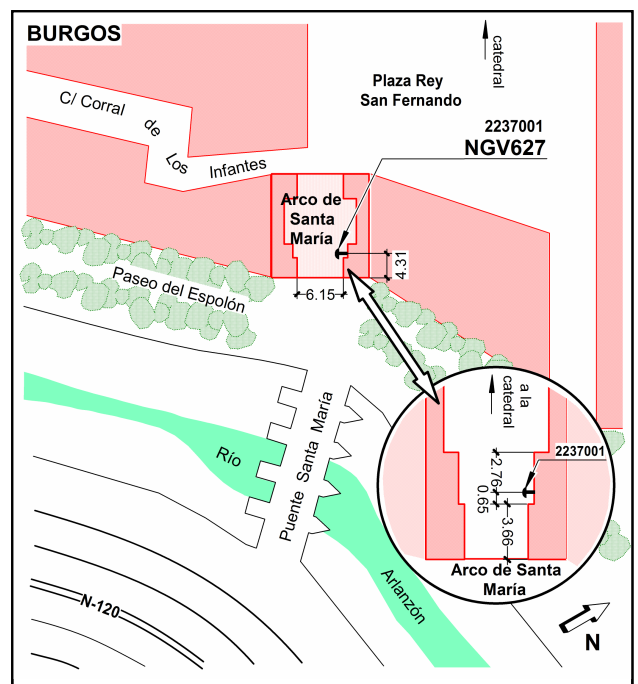 BURGOS
catedral
Plaza Rey
San Fernando
C/ Corral
de
Los
Infantes
2237001
NGV627
Arco de
Santa
María
4.31
6.15
Paseo del Espolón
a la
catedral
2237001
2.76
0.65
3.66
Arco de Santa
María
Puente Santa María
Río
Arlanzón
N-120
N